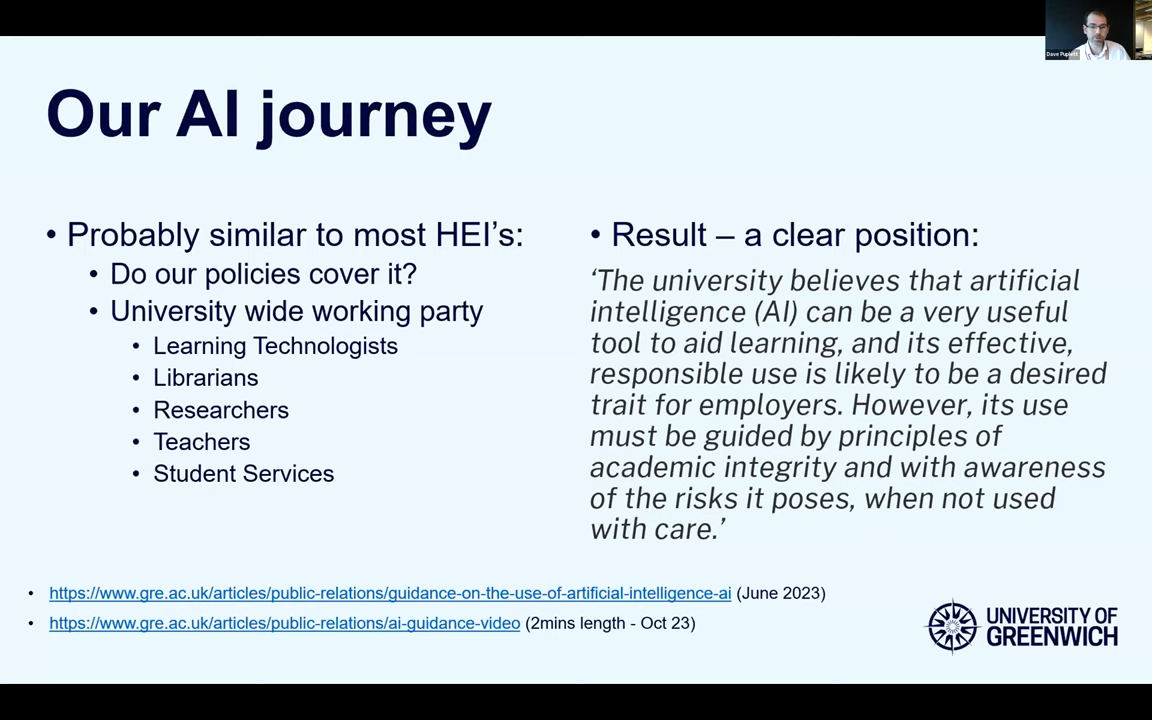 Dave Puplett
Our AI journey
• Probably similar to most HEI's:
• Do our policies cover it?
• University wide working party
• Learning Technologists
• Librarians
• Researchers
• Teachers
• Student Services
• Result – a clear position:
‘The university believes that artificial
intelligence (AI) can be a very useful
tool to aid learning, and its effective,
responsible use is likely to be a desired
trait for employers. However, its use
must be guided by principles of
academic integrity and with awareness
of the risks it poses, when not used
with care.’
• https://www.gre.ac.uk/articles/public-relations/guidance-on-the-use-of-artificial-intelligence-ai (June 2023)
• https://www.gre.ac.uk/articles/public-relations/ai-guidance-video (2mins length - Oct 23)
UNIVERSITY OF
GREENWICH